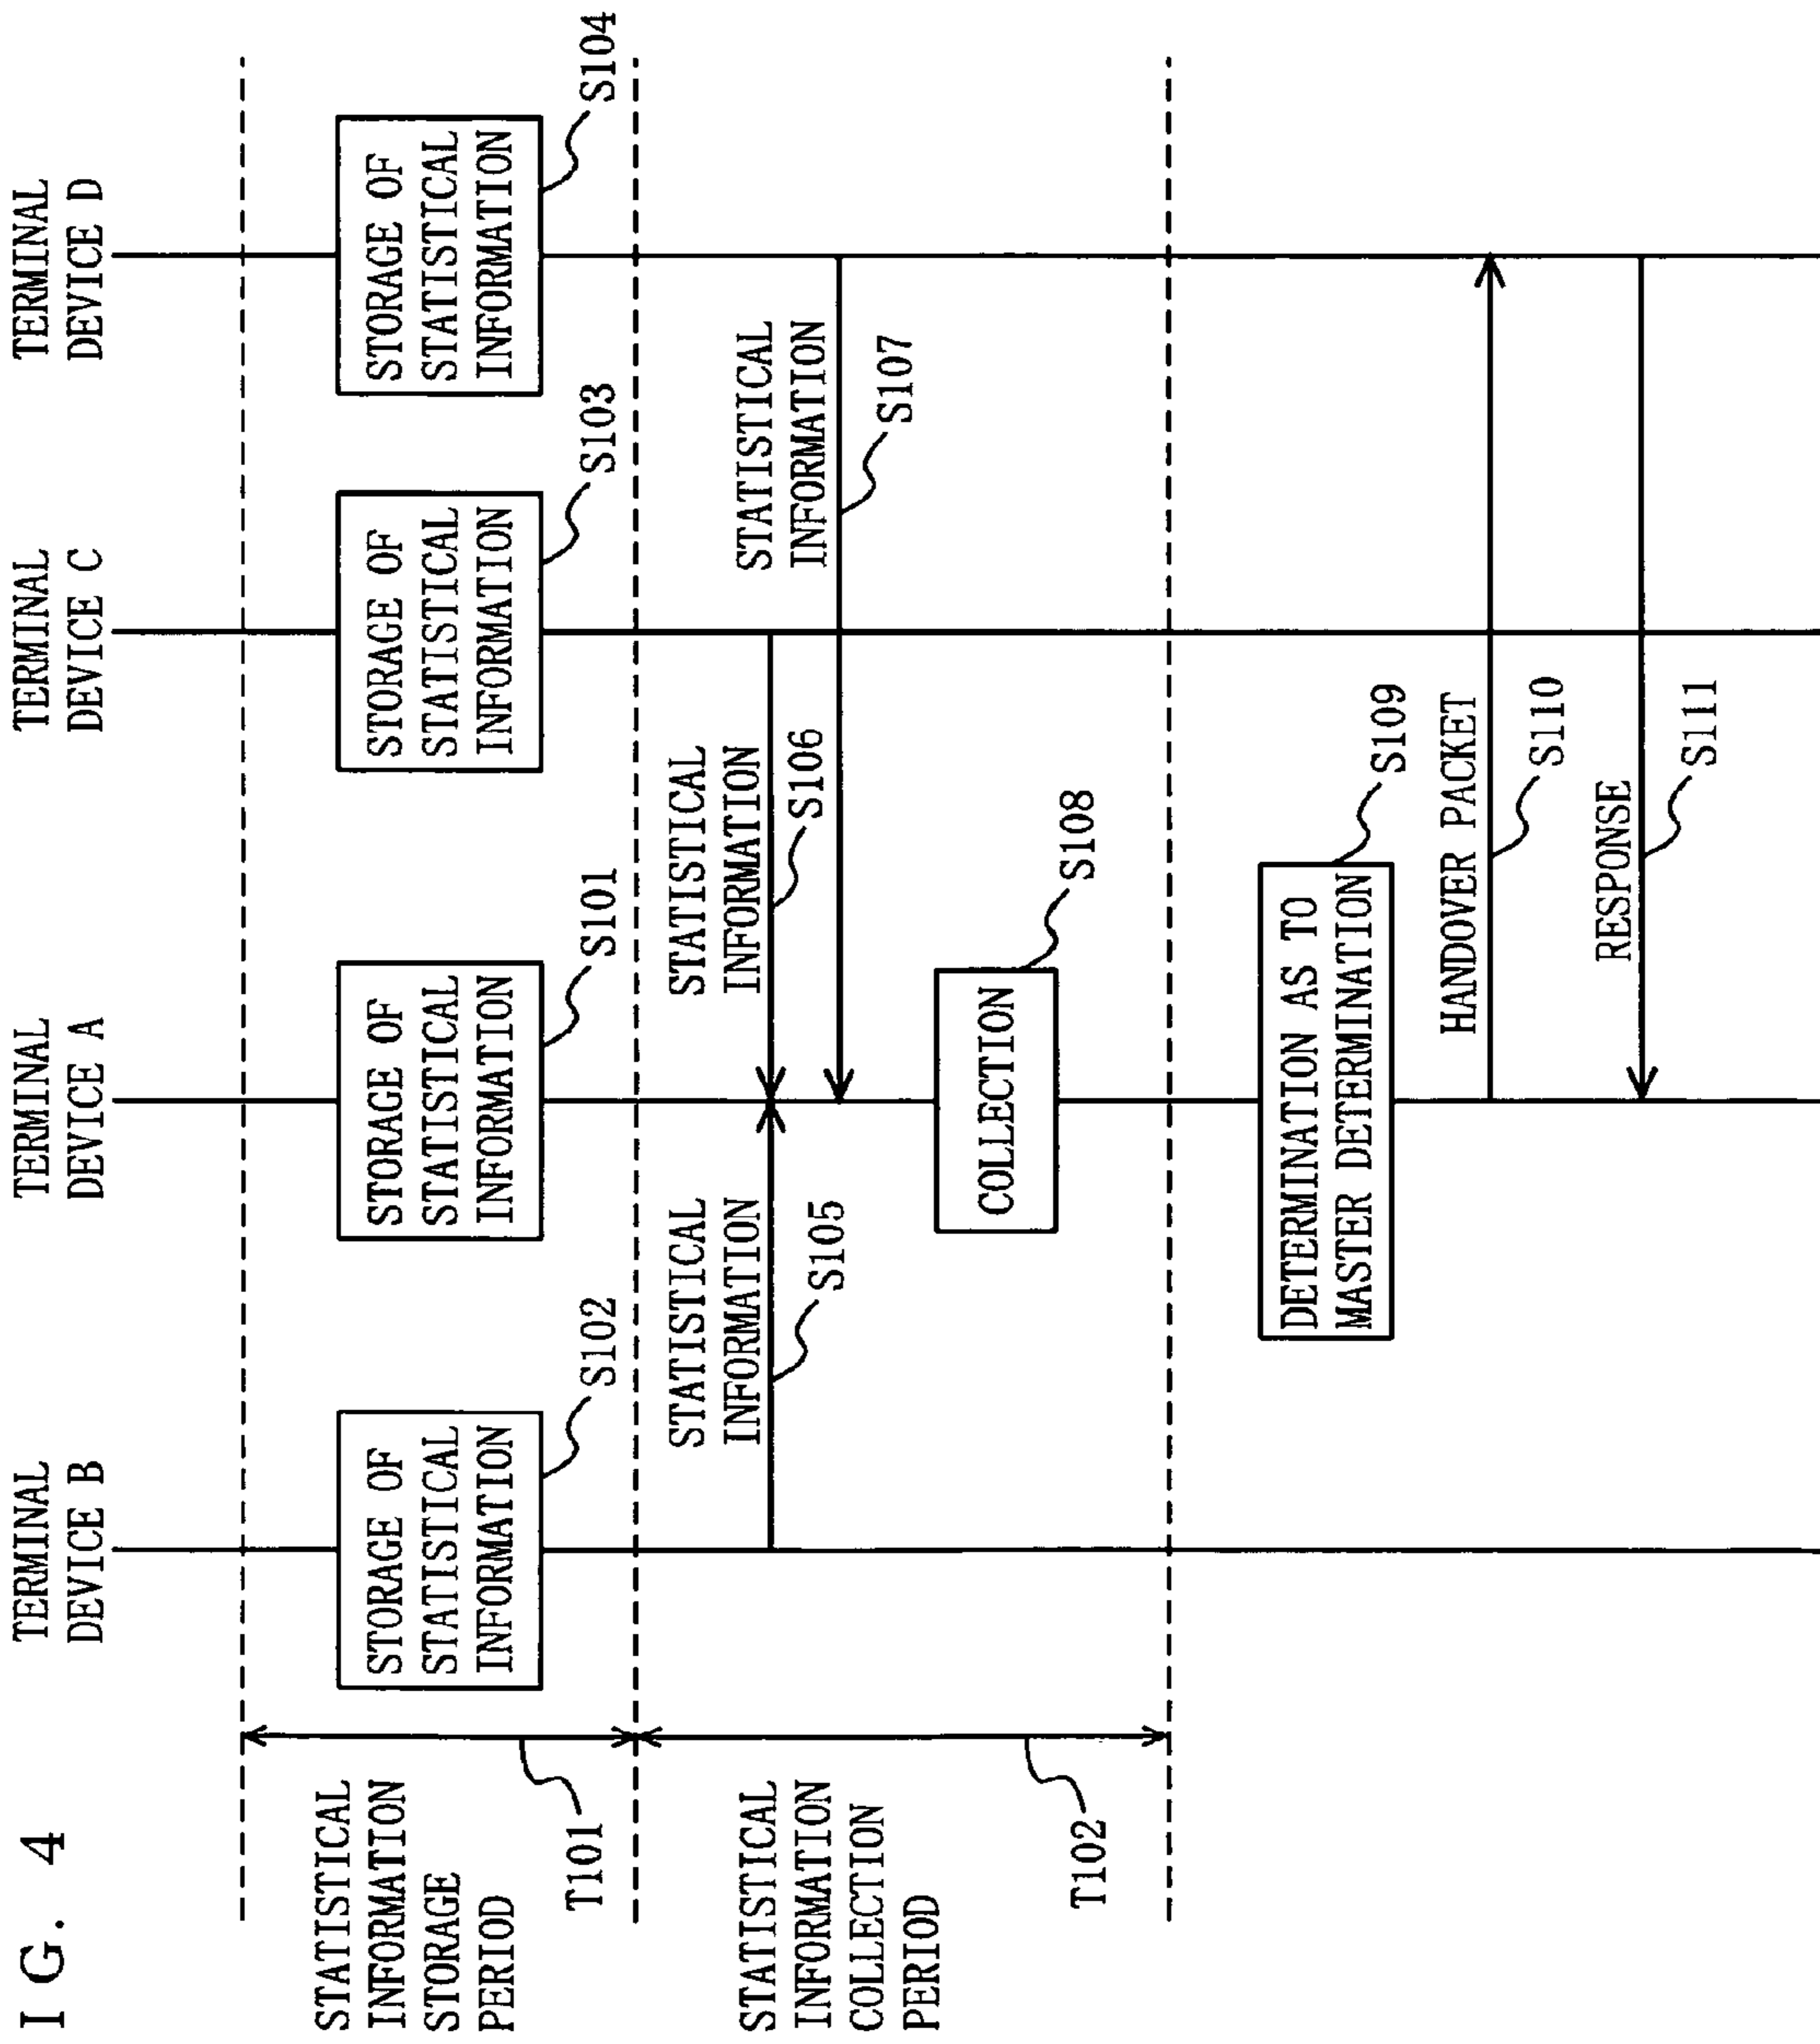 I G . 4
TERMINAL
DEVICE B
TERMINAL
DEVICE A
TERMINAL
DEVICE C
TERMINAL
DEVICE D
STATISTICAL
INFORMATION
STORAGE
PERIOD
T101
STORAGE OF
STATISTICAL
INFORMATION
S102
STORAGE OF
STATISTICAL
INFORMATION
S101
STORAGE OF
STATISTICAL
INFORMATION
S103
STORAGE OF
STATISTICAL
INFORMATION
S104
STATISTICAL
INFORMATION
COLLECTION
PERIOD
T102
STATISTICAL
INFORMATION
S105
STATISTICAL
INFORMATION
S106
STATISTICAL
INFORMATION
S107
COLLECTION
S108
DETERMINATION AS TO
MASTER DETERMINATION
S109
HANDOVER PACKET
S110
RESPONSE
S111